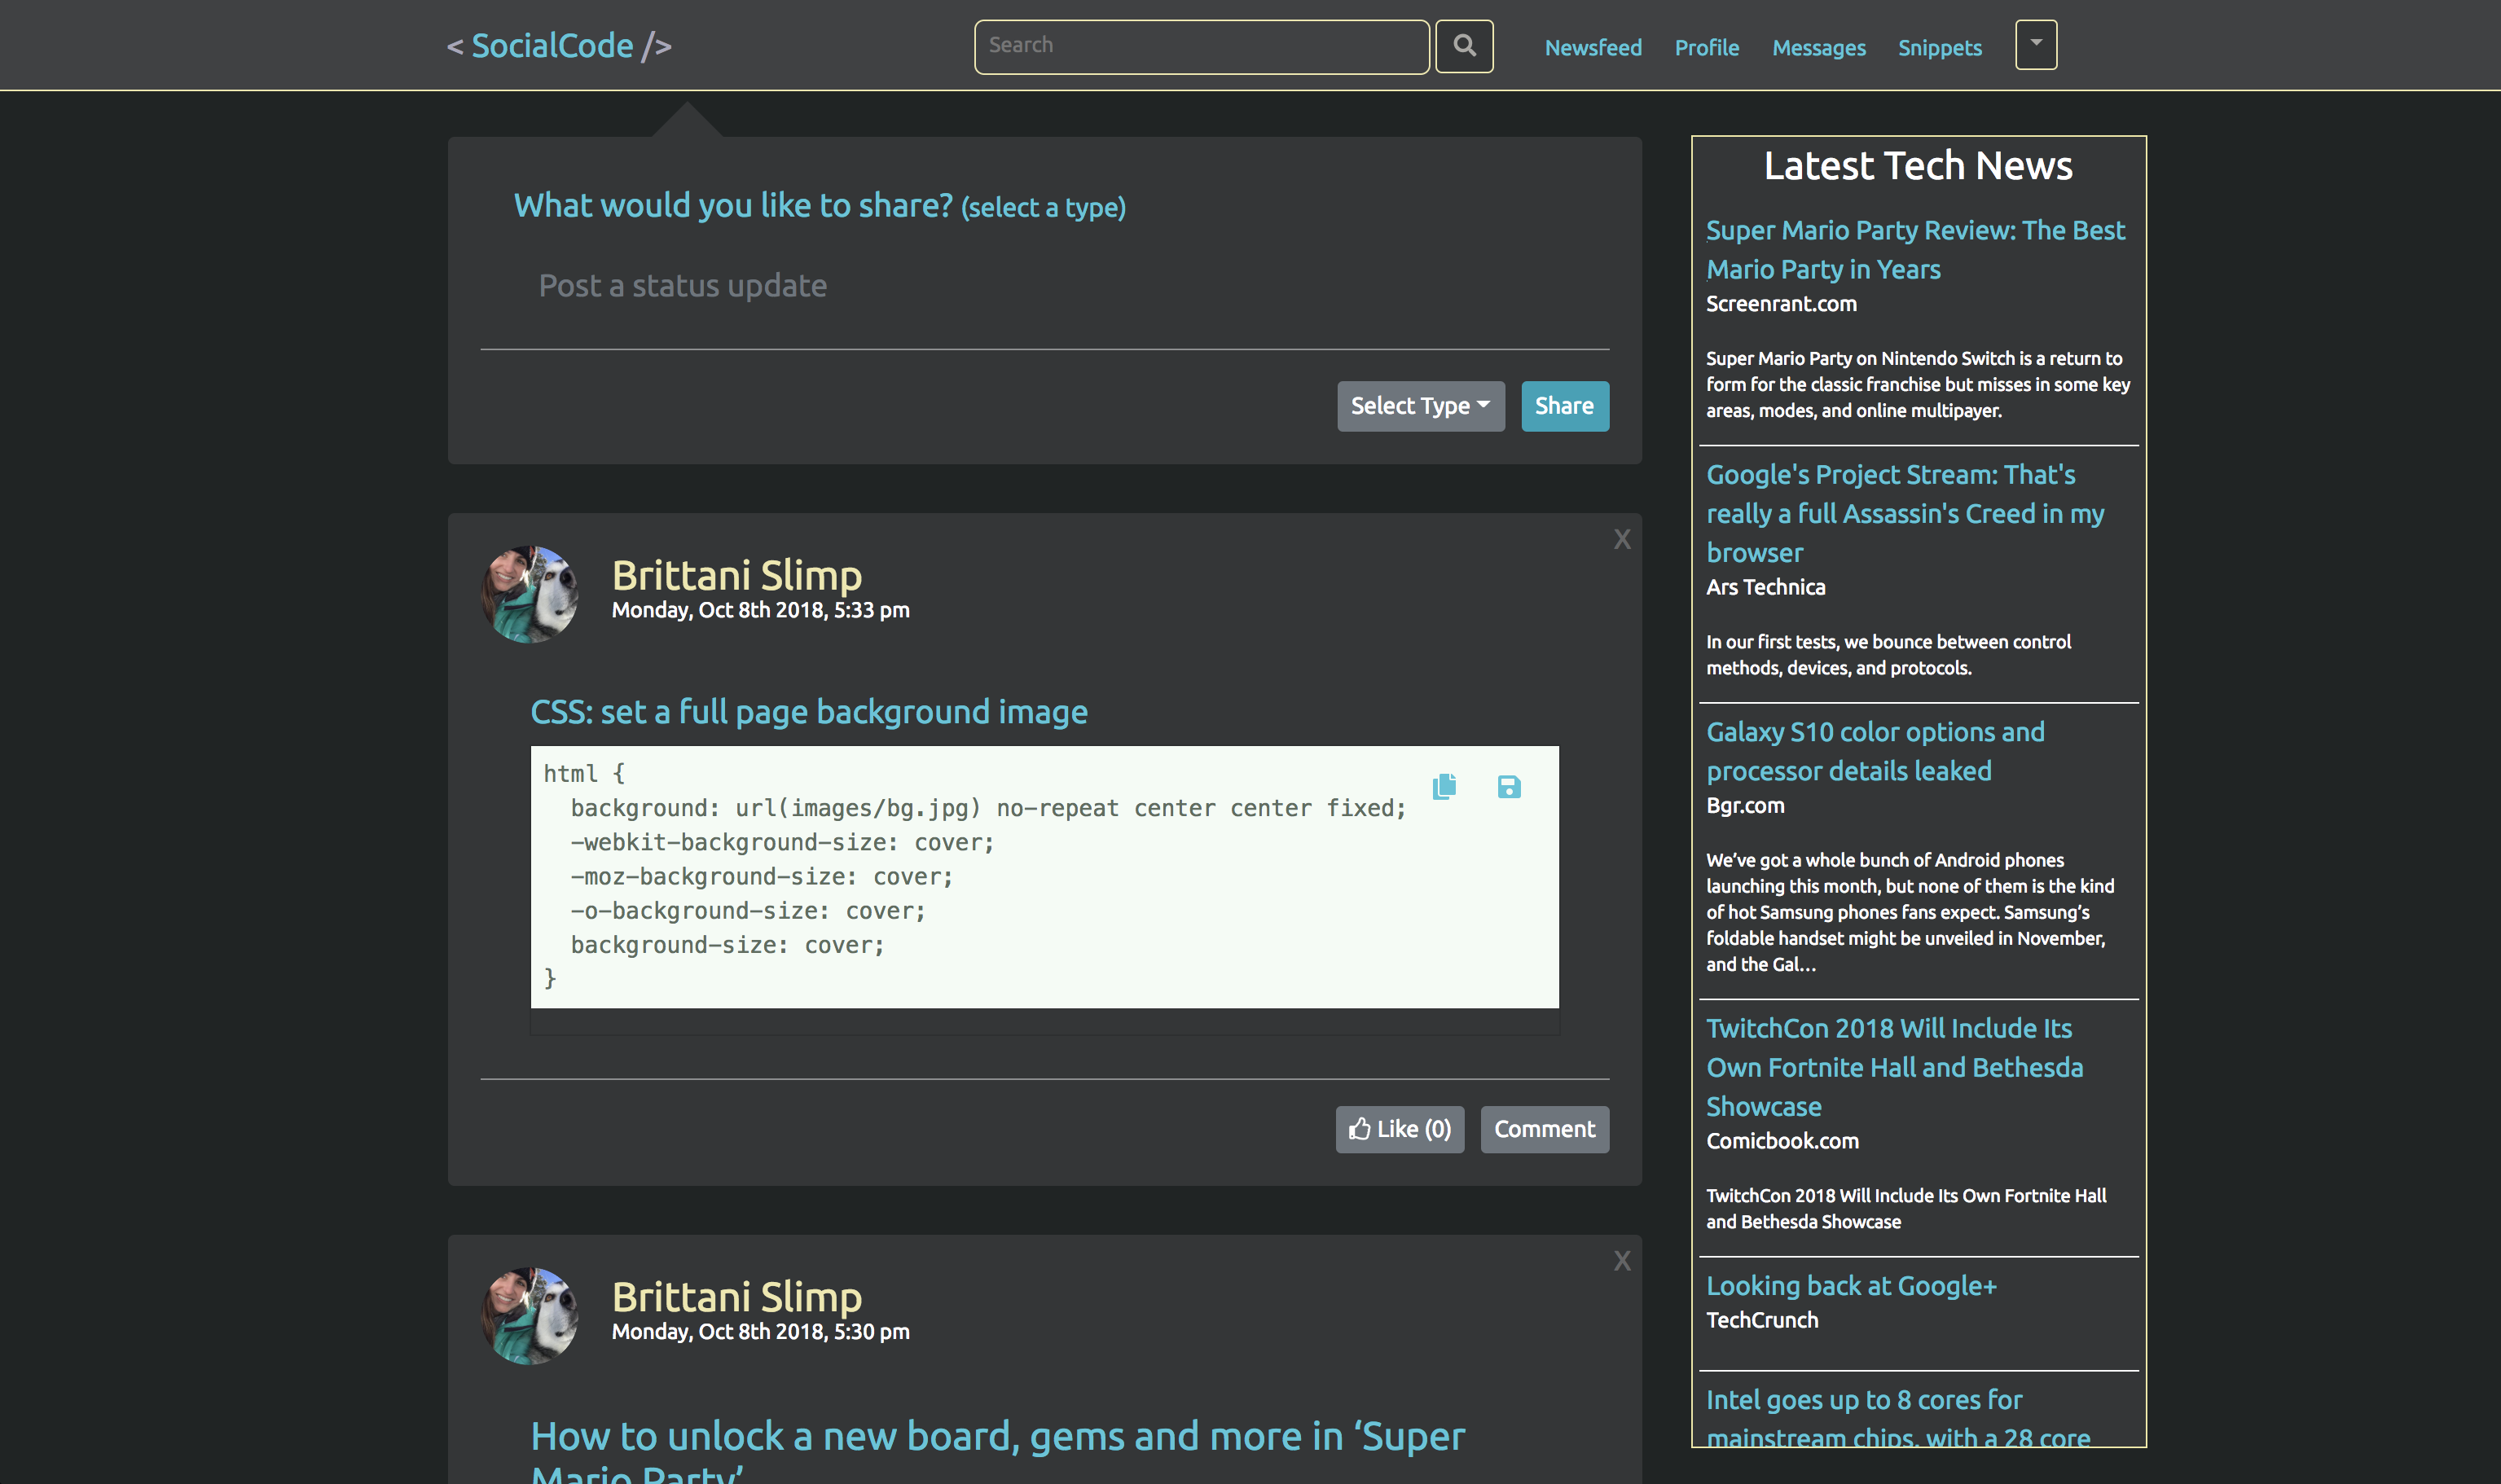 < SocialCode />
Search
Newsfeed Profile Messages Snippets
What would you like to share? (select a type)
Post a status update
Select Type
Share
X
Brittani Slimp
Monday, Oct 8th 2018, 5:33 pm
CSS: set a full page background image
html {
  background: url(images/bg.jpg) no-repeat center center fixed;
  -webkit-background-size: cover;
  -moz-background-size: cover;
  -o-background-size: cover;
  background-size: cover;
}
Like (0)
Comment
X
Brittani Slimp
Monday, Oct 8th 2018, 5:30 pm
How to unlock a new board, gems and more in ‘Super
Mario Party’
Latest Tech News
Super Mario Party Review: The Best
Mario Party in Years
Screenrant.com
Super Mario Party on Nintendo Switch is a return to
form for the classic franchise but misses in some key
areas, modes, and online multipayer.
Google's Project Stream: That's
really a full Assassin's Creed in my
browser
Ars Technica
In our first tests, we bounce between control
methods, devices, and protocols.
Galaxy S10 color options and
processor details leaked
Bgr.com
We’ve got a whole bunch of Android phones
launching this month, but none of them is the kind
of hot Samsung phones fans expect. Samsung’s
foldable handset might be unveiled in November,
and the Gal…
TwitchCon 2018 Will Include Its
Own Fortnite Hall and Bethesda
Showcase
Comicbook.com
TwitchCon 2018 Will Include Its Own Fortnite Hall
and Bethesda Showcase
Looking back at Google+
TechCrunch
Intel goes up to 8 cores for
mainstream chips, with a 28 core